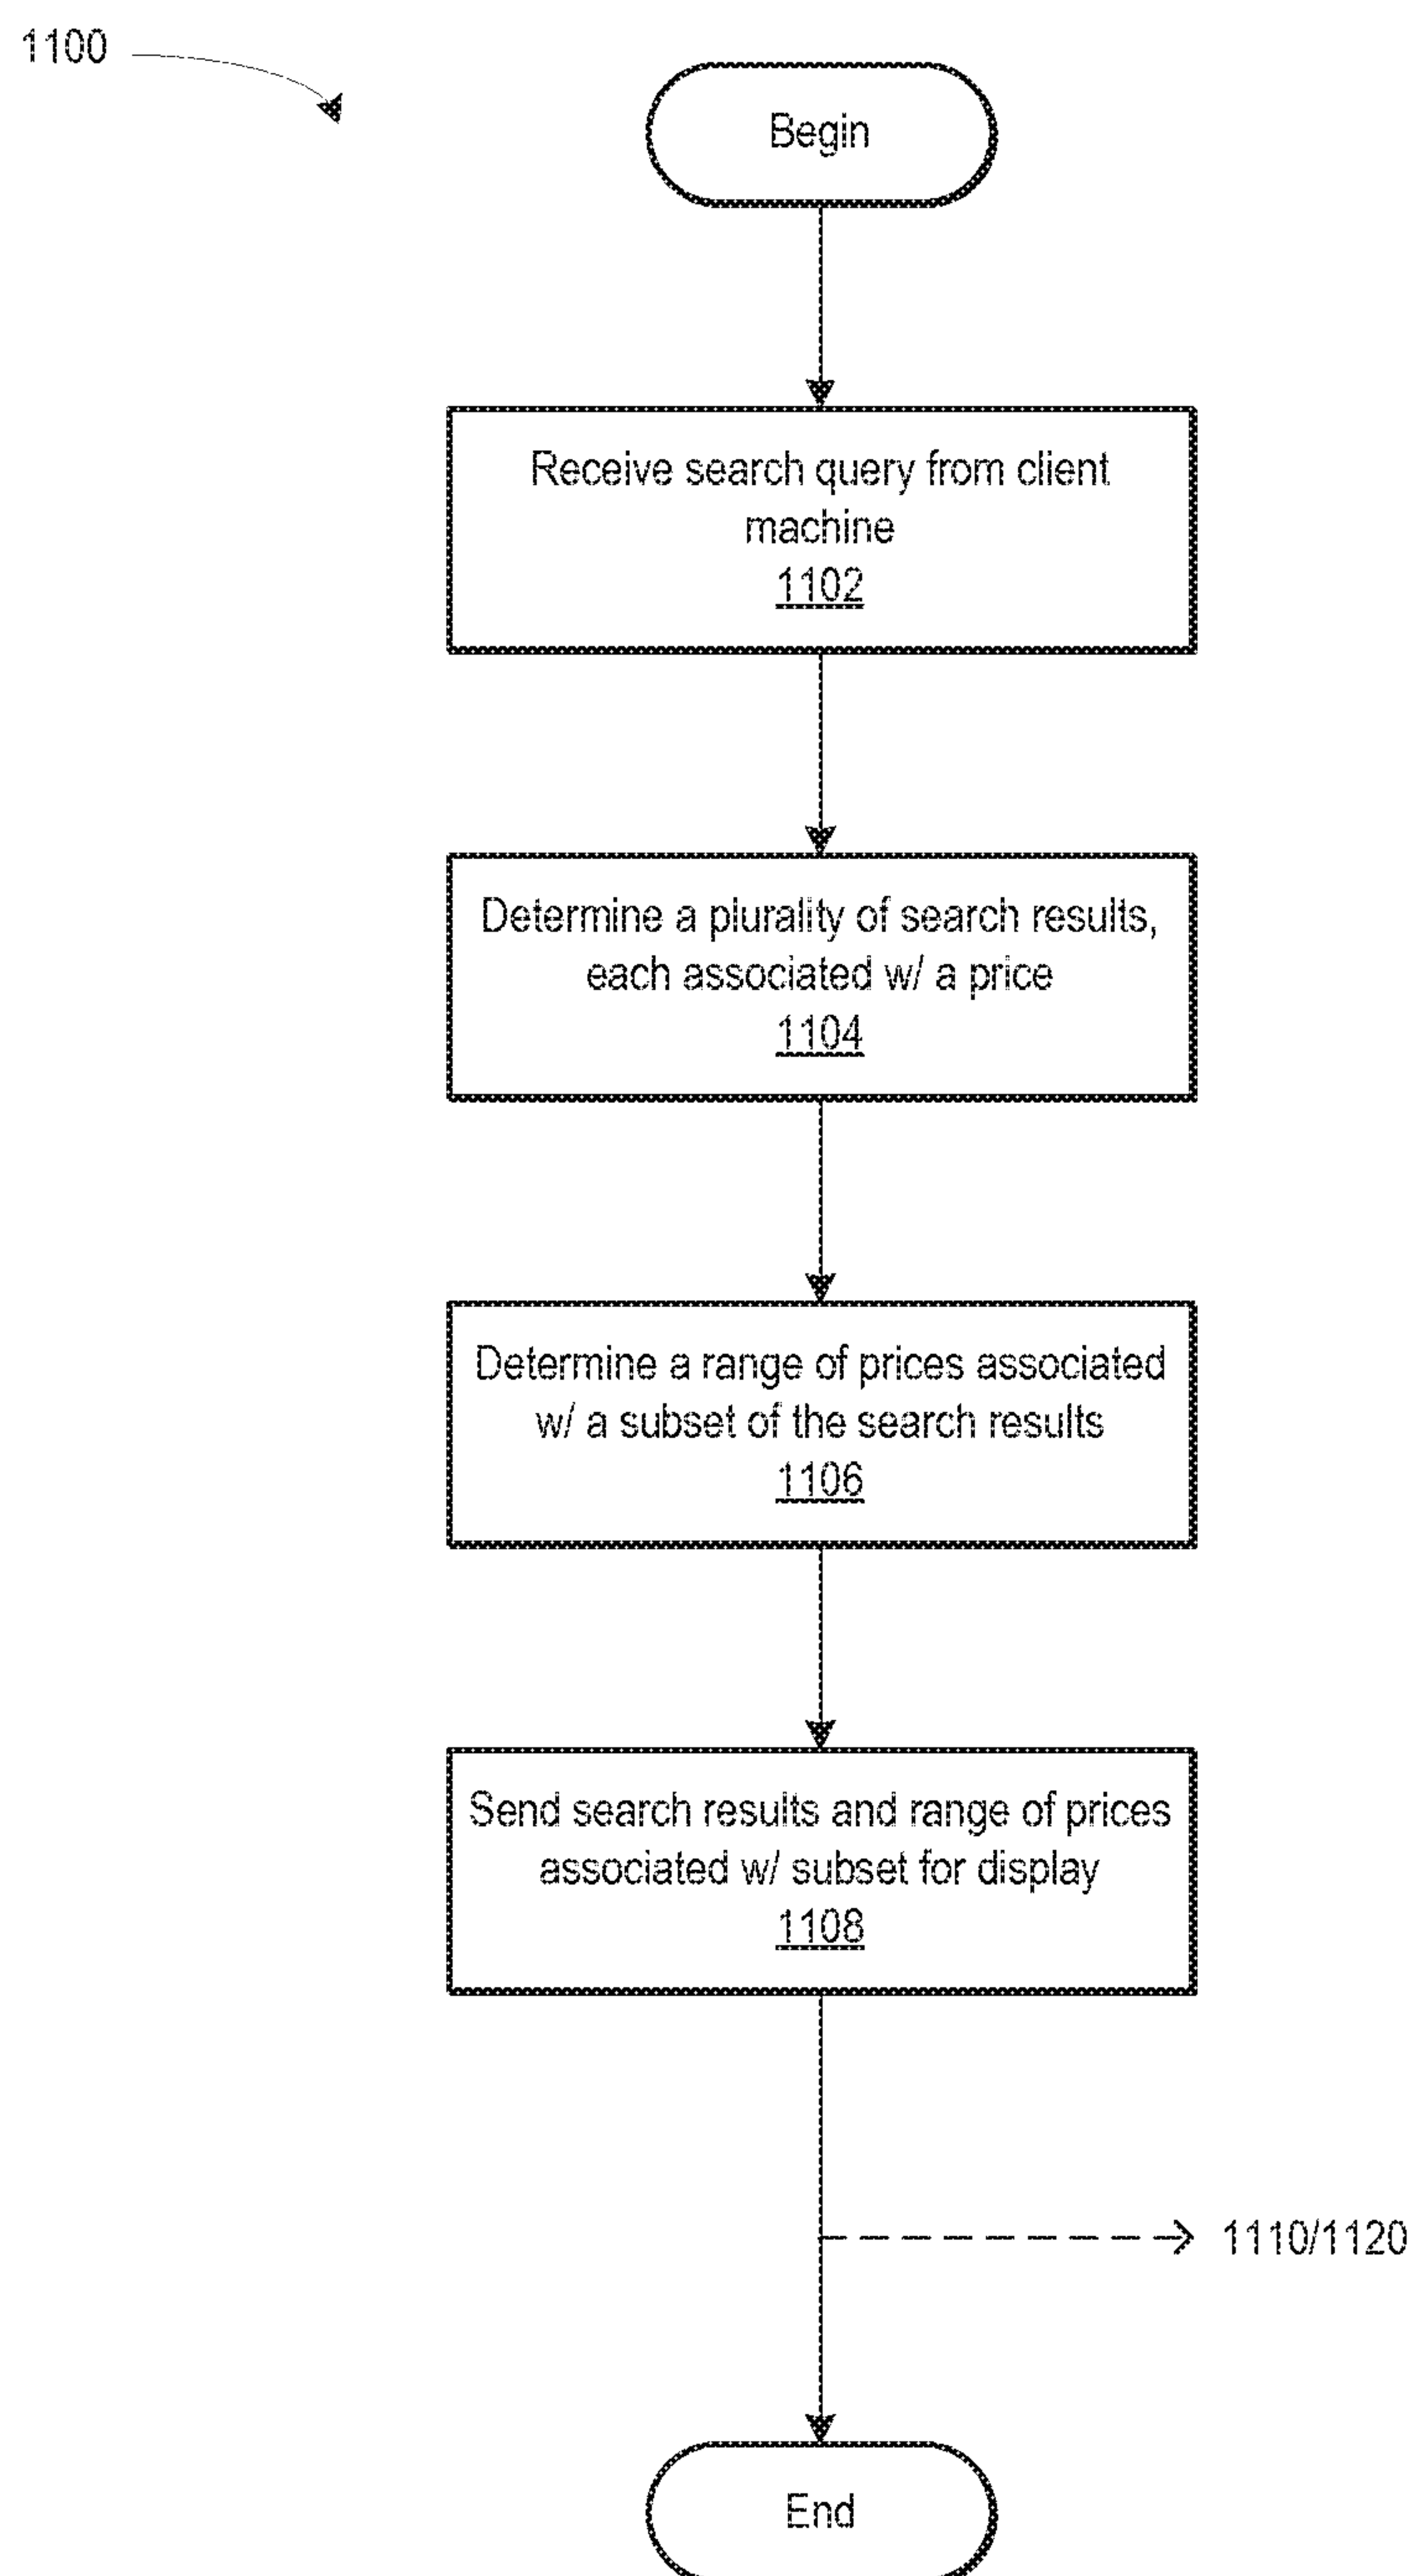 1100
Begin
Receive search query from client
machine
1102
Determine a plurality of search results,
each associated w/ a price
1104
Determine a range of prices associated
w/ a subset of the search results
1106
Send search results and range of prices
associated w/ subset for display
1108
1110/1120
End